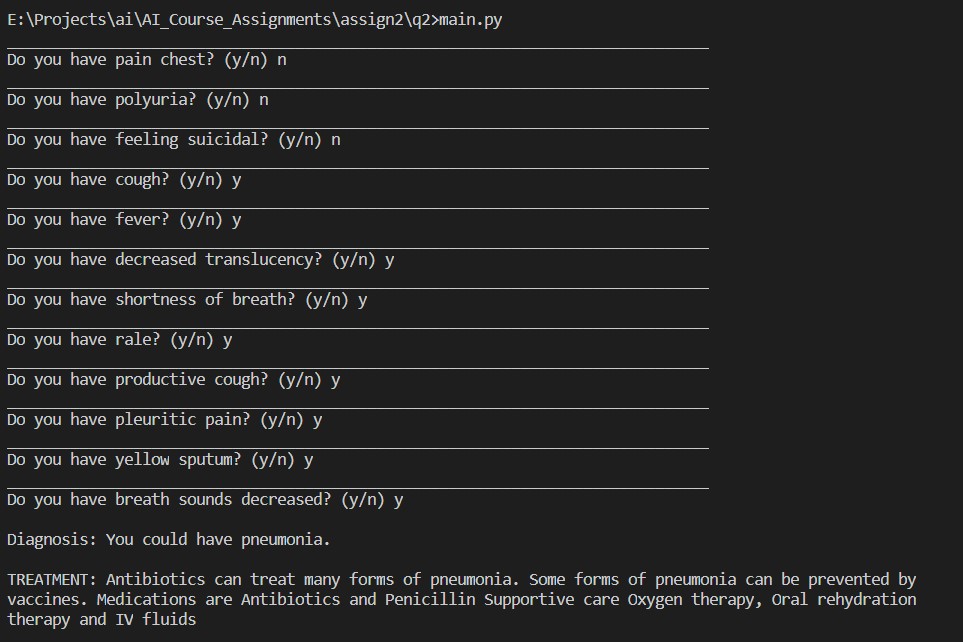 E:\Projects\ai\AI_Course_Assignments\assign2\q2>main.py
Do you have pain chest? (y/n) n
Do you have polyuria? (y/n) n
Do you have feeling suicidal? (y/n) n
Do you have cough? (y/n) y
Do you have fever? (y/n) y
Do you have decreased translucency? (y/n) y
Do you have shortness of breath? (y/n) y
Do you have rale? (y/n) y
Do you have productive cough? (y/n) y
Do you have pleuritic pain? (y/n) y
Do you have yellow sputum? (y/n) y
Do you have breath sounds decreased? (y/n) y
Diagnosis: You could have pneumonia.
TREATMENT: Antibiotics can treat many forms of pneumonia. Some forms of pneumonia can be prevented by
vaccines. Medications are Antibiotics and Penicillin Supportive care Oxygen therapy, Oral rehydration
therapy and IV fluids